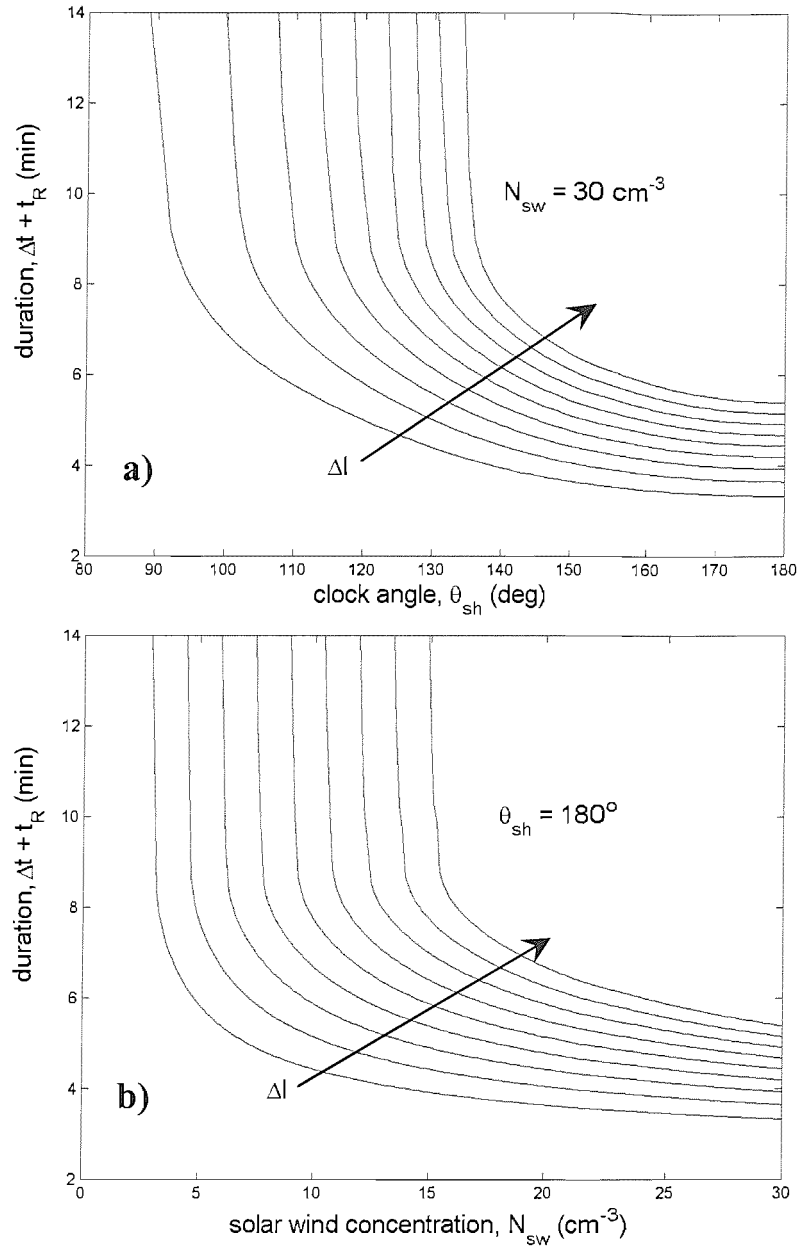 14
12
10
8
6
4
2
duration, Δt + t_R (min)
N_sw = 30 cm^-3
Δl
a)
80 90 100 110 120 130 140 150 160 170 180
clock angle, θ_sh (deg)
14
12
10
8
6
4
2
duration, Δt + t_R (min)
θ_sh = 180°
Δl
b)
0 5 10 15 20 25 30
solar wind concentration, N_sw (cm^-3)